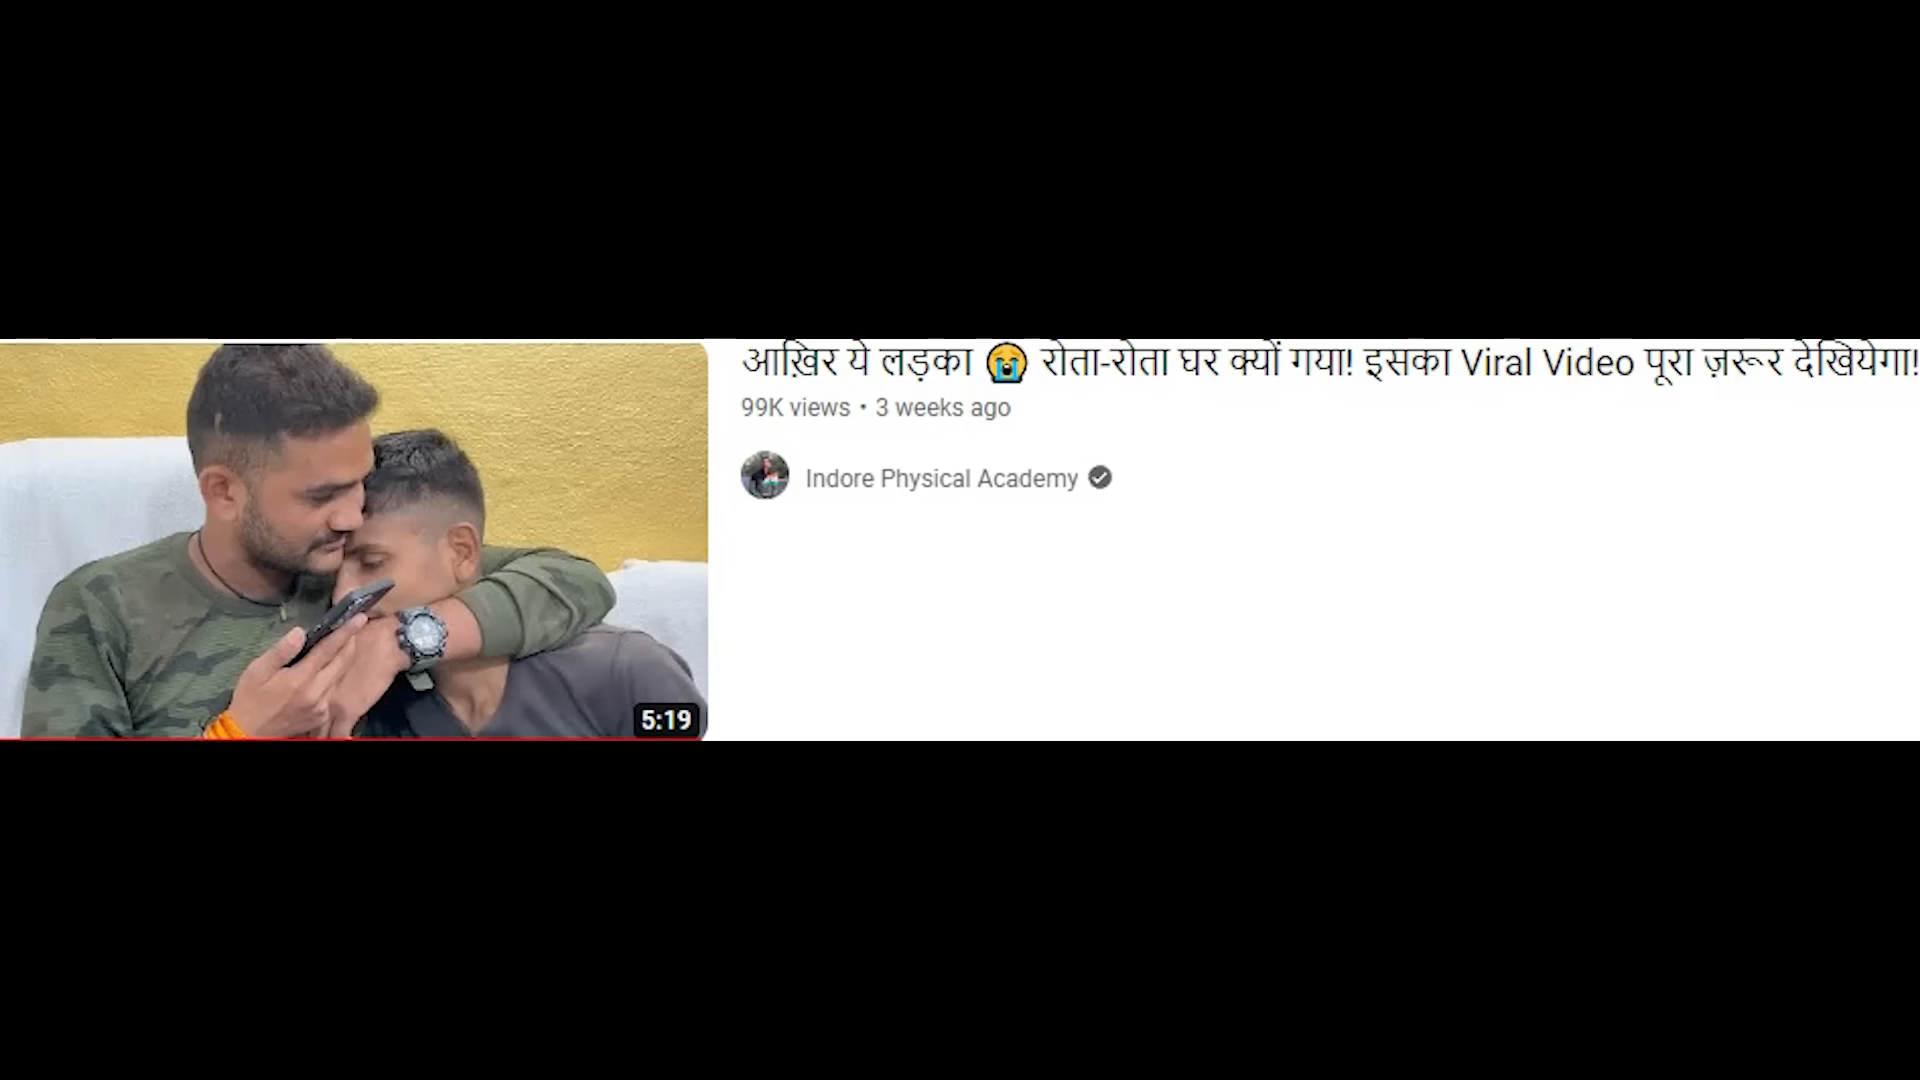 आख़िर ये लड़का 😭 रोता-रोता घर क्यों गया! इसका Viral Video पूरा ज़रूर देखियेगा!
99K views • 3 weeks ago
Indore Physical Academy
5:19